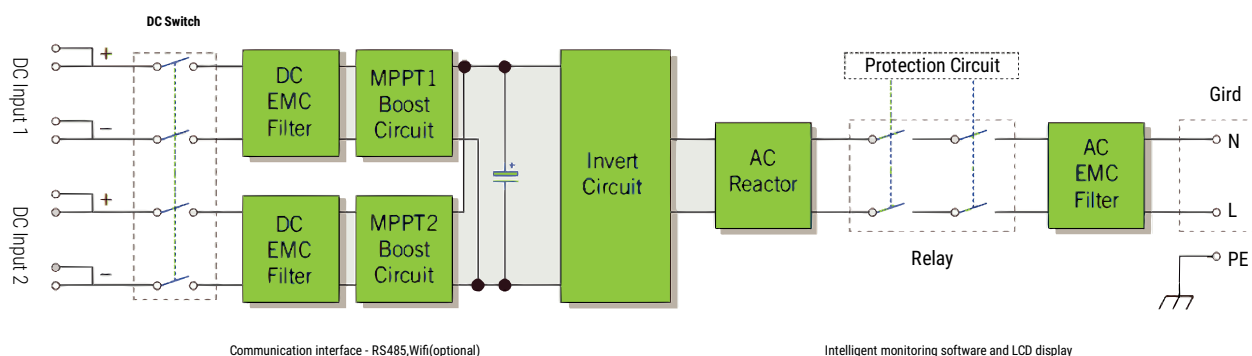 DC Switch
DC Input 1
+
−
DC
EMC
Filter
MPPT1
Boost
Circuit
DC Input 2
+
−
DC
EMC
Filter
MPPT2
Boost
Circuit
+
Invert
Circuit
AC
Reactor
Protection Circuit
Relay
AC
EMC
Filter
Gird
N
L
PE
Communication interface - RS485,Wifi(optional)
Intelligent monitoring software and LCD display